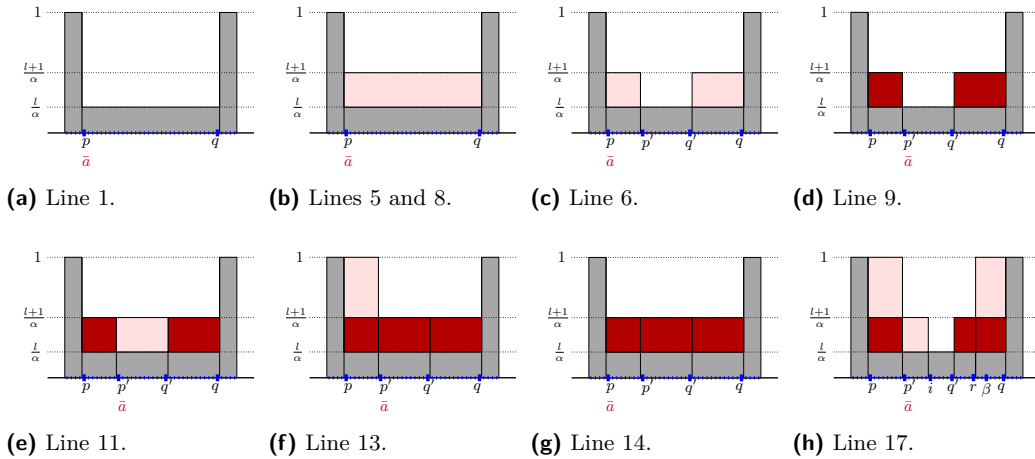 1
l+1/α
l/α
p q
ā
(a) Line 1.
1
l+1/α
l/α
p q
ā
(b) Lines 5 and 8.
1
l+1/α
l/α
p p′ q′ q
ā
(c) Line 6.
1
l+1/α
l/α
p p′ q′ q
ā
(d) Line 9.
1
l+1/α
l/α
p p′ q′ q
ā
(e) Line 11.
1
l+1/α
l/α
p p′ q′ q
ā
(f) Line 13.
1
l+1/α
l/α
p p′ q′ q
ā
(g) Line 14.
1
l+1/α
l/α
p p′ i q′ r β q
ā
(h) Line 17.